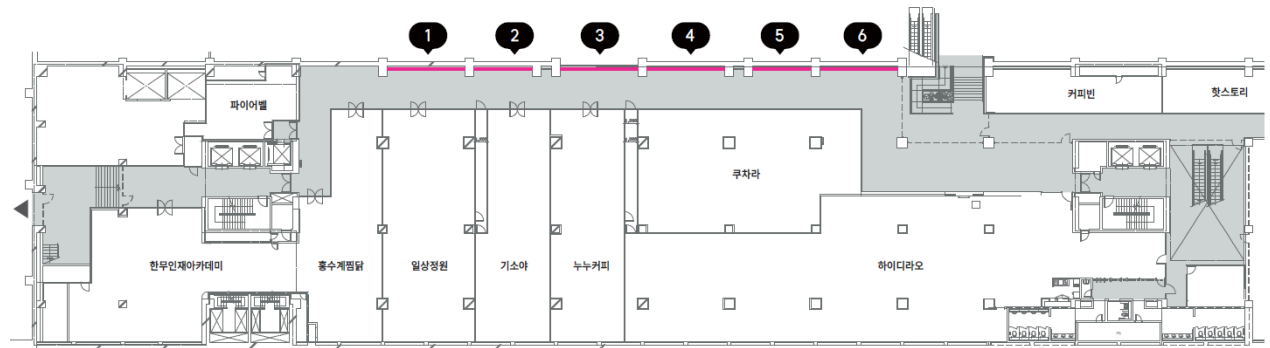 1
2
3
4
5
6
파이어벨
커피빈
핫스토리
쿠차라
한무인재아카데미
홍수계찜닭
일상정원
기소야
누누커피
하이디라오